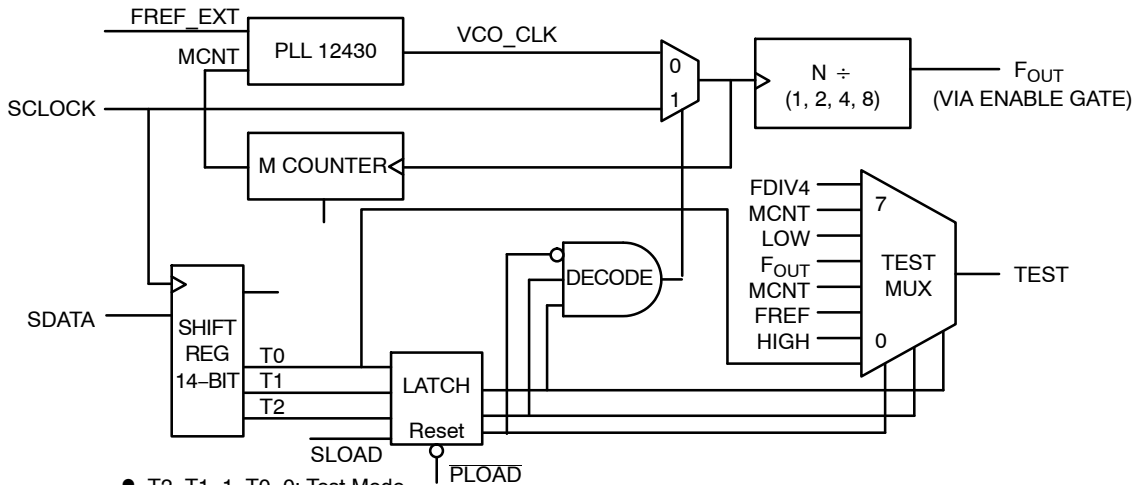 FREF_EXT
MCNT
PLL 12430
VCO_CLK
0
1
N ÷
(1, 2, 4, 8)
FOUT
(VIA ENABLE GATE)
SCLOCK
M COUNTER
FDIV4
MCNT
LOW
FOUT
MCNT
FREF
HIGH
7
TEST
MUX
0
TEST
DECODE
SDATA
SHIFT
REG
14−BIT
T0
T1
T2
LATCH
Reset
SLOAD
PLOAD